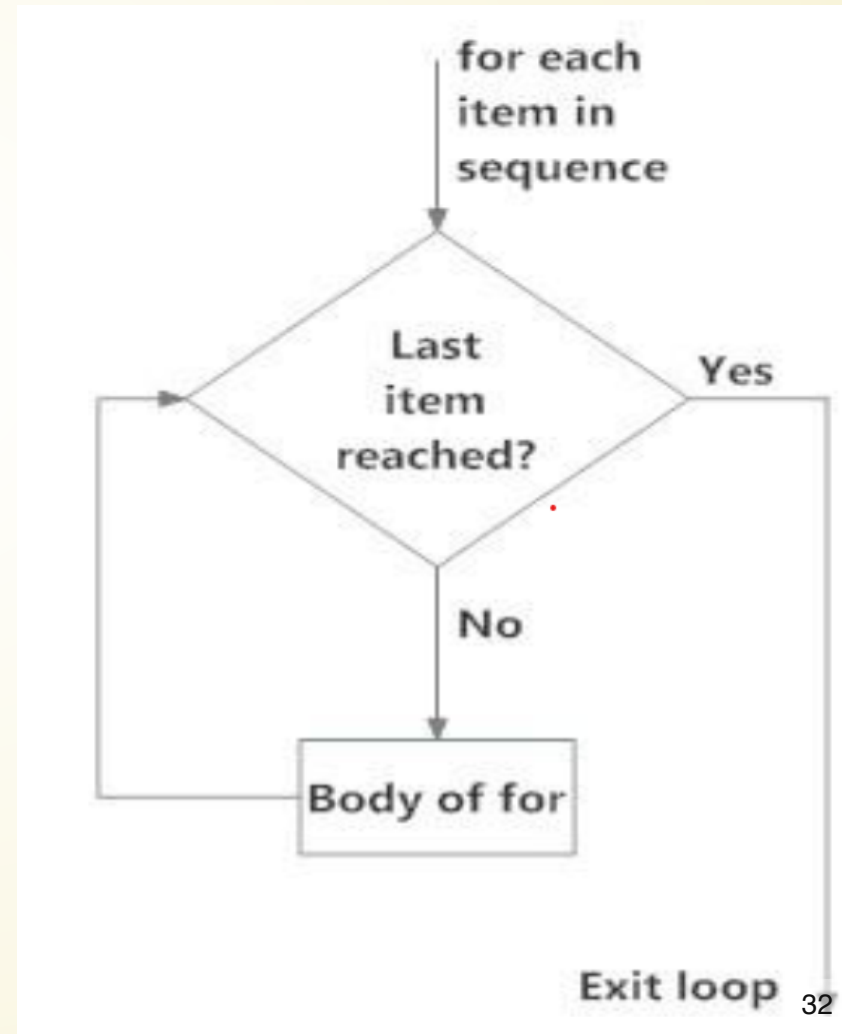 for each
item in
sequence
Last
item
reached?
Yes
No
Body of for
Exit loop
32